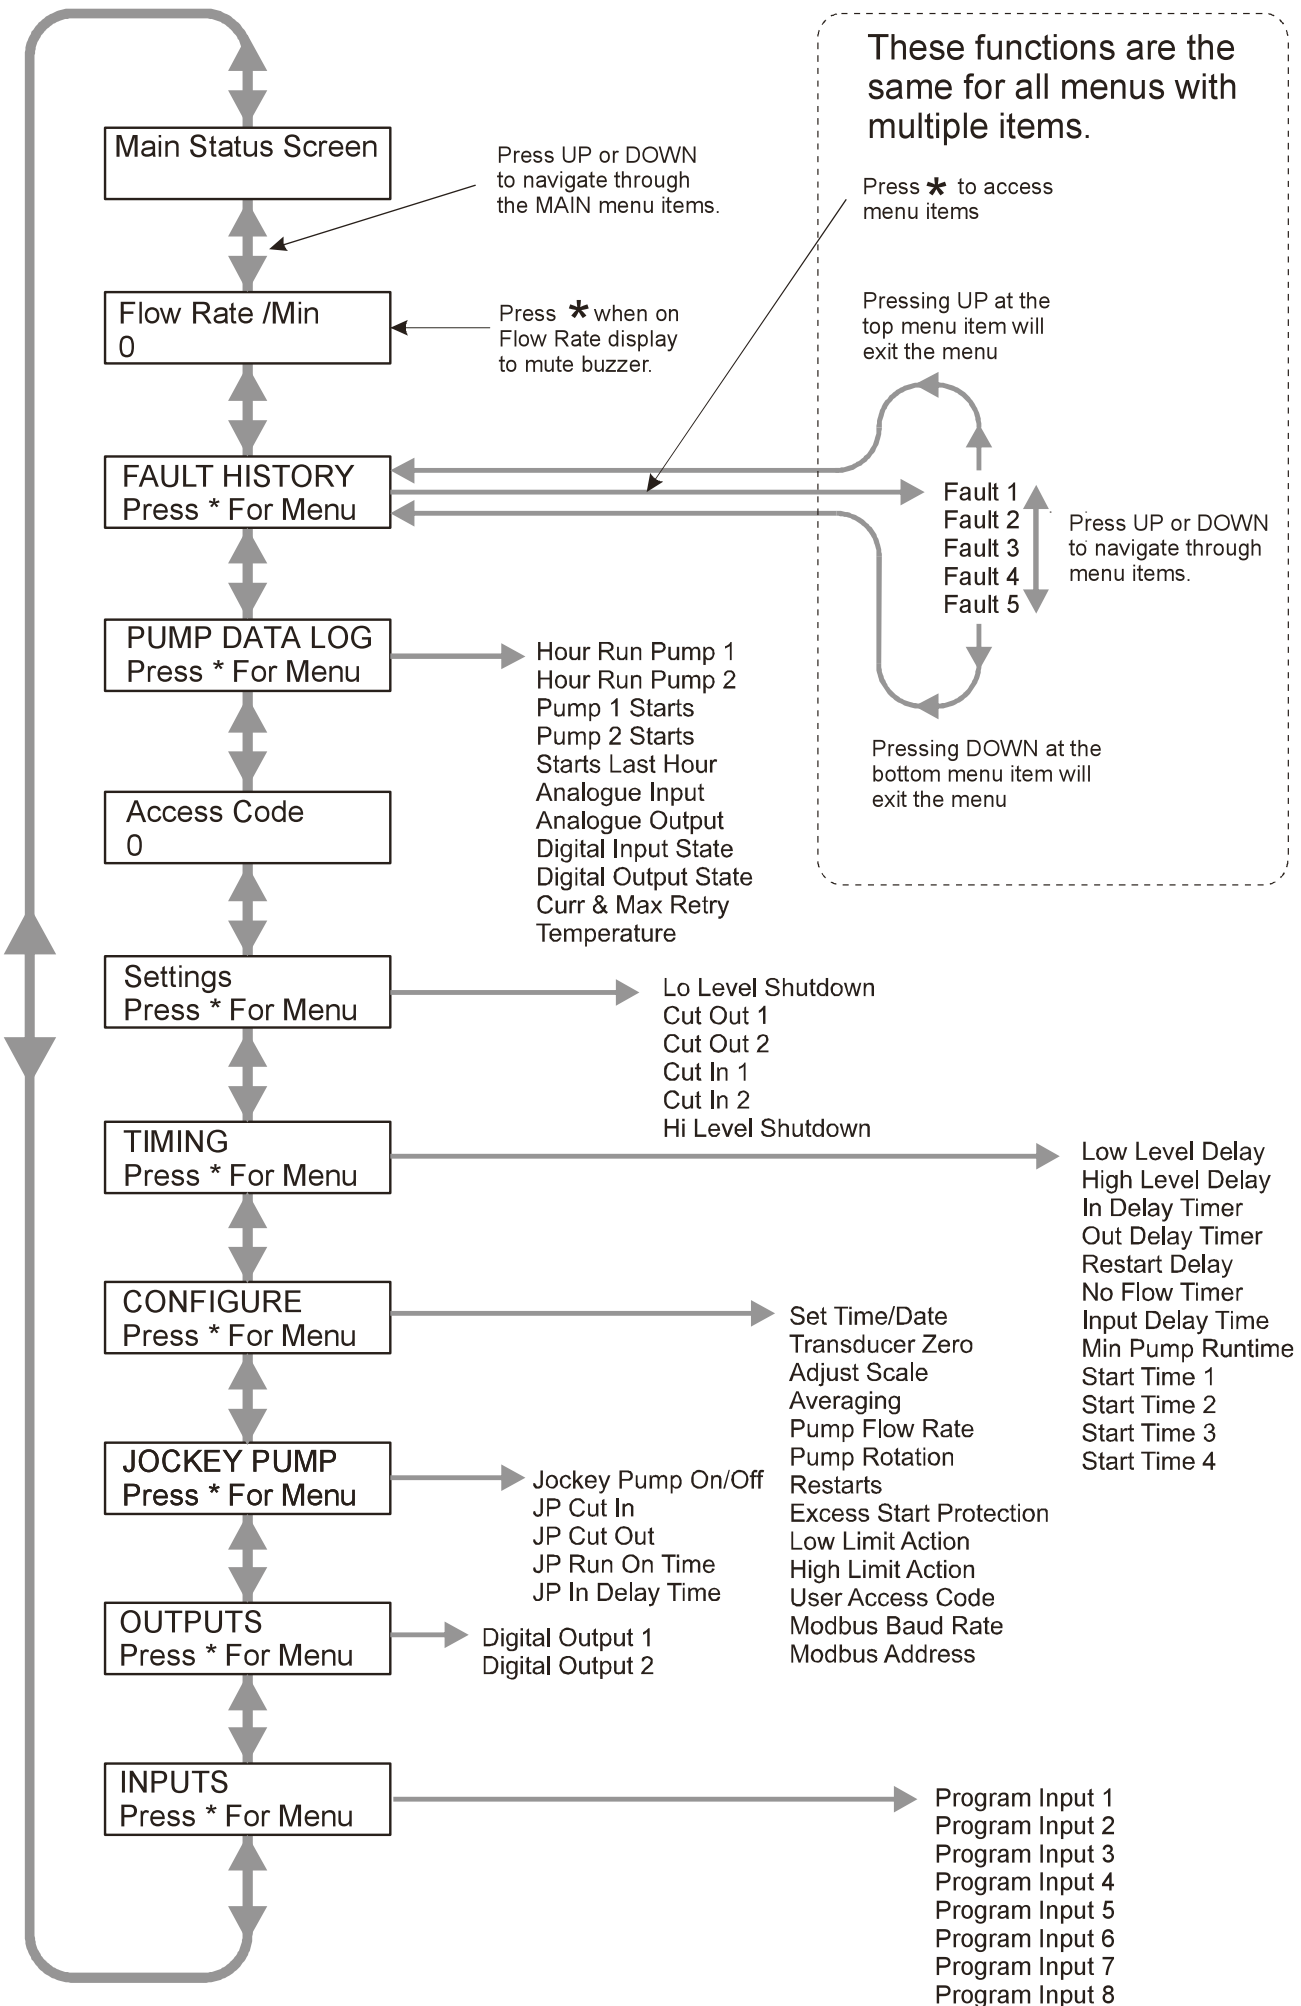 These functions are the
same for all menus with
multiple items.
Main Status Screen
Press UP or DOWN
to navigate through
the MAIN menu items.
Press * to access
menu items
Flow Rate /Min
0
Press * when on
Flow Rate display
to mute buzzer.
Pressing UP at the
top menu item will
exit the menu
FAULT HISTORY
Press * For Menu
Fault 1
Fault 2
Fault 3
Fault 4
Fault 5
Press UP or DOWN
to navigate through
menu items.
Pressing DOWN at the
bottom menu item will
exit the menu
PUMP DATA LOG
Press * For Menu
Hour Run Pump 1
Hour Run Pump 2
Pump 1 Starts
Pump 2 Starts
Starts Last Hour
Analogue Input
Analogue Output
Digital Input State
Digital Output State
Curr & Max Retry
Temperature
Access Code
0
Settings
Press * For Menu
Lo Level Shutdown
Cut Out 1
Cut Out 2
Cut In 1
Cut In 2
Hi Level Shutdown
TIMING
Press * For Menu
Low Level Delay
High Level Delay
In Delay Timer
Out Delay Timer
Restart Delay
No Flow Timer
Input Delay Time
Min Pump Runtime
Start Time 1
Start Time 2
Start Time 3
Start Time 4
CONFIGURE
Press * For Menu
Set Time/Date
Transducer Zero
Adjust Scale
Averaging
Pump Flow Rate
Pump Rotation
Restarts
Excess Start Protection
Low Limit Action
High Limit Action
User Access Code
Modbus Baud Rate
Modbus Address
JOCKEY PUMP
Press * For Menu
Jockey Pump On/Off
JP Cut In
JP Cut Out
JP Run On Time
JP In Delay Time
OUTPUTS
Press * For Menu
Digital Output 1
Digital Output 2
INPUTS
Press * For Menu
Program Input 1
Program Input 2
Program Input 3
Program Input 4
Program Input 5
Program Input 6
Program Input 7
Program Input 8